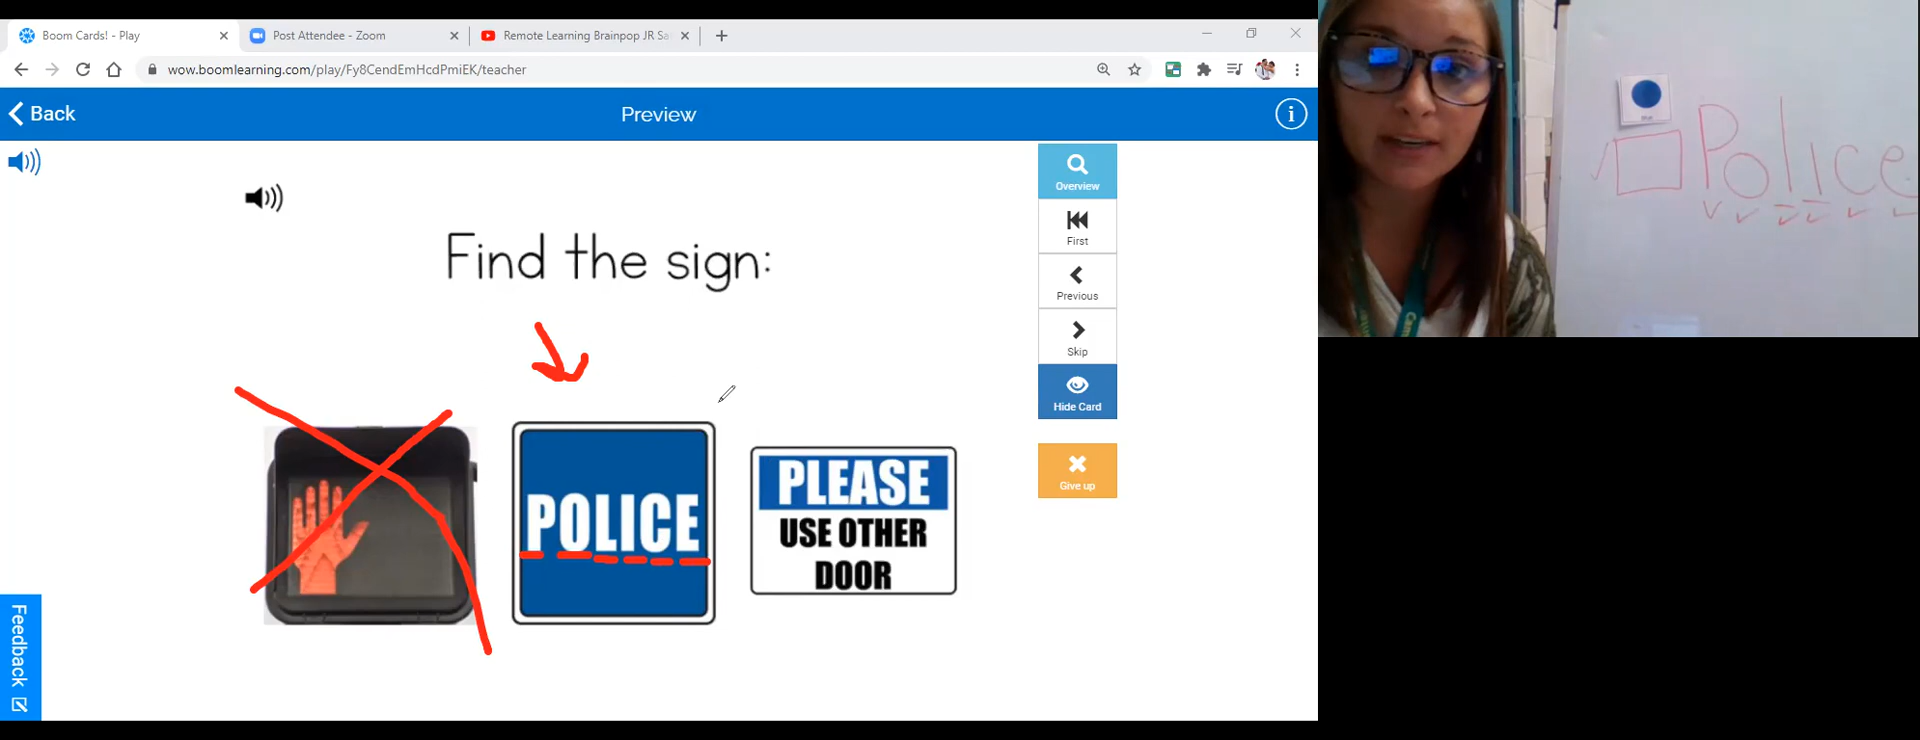 Boom Cards! - Play
Post Attendee - Zoom
Remote Learning Brainpop JR Sa
wow.boomlearning.com/play/Fy8CendEmHcdPmiEK/teacher
Back
Preview
i
Find the sign:
POLICE
PLEASE
USE OTHER
DOOR
Overview
First
Previous
Skip
Hide Card
Give up
Feedback
Blue
Police